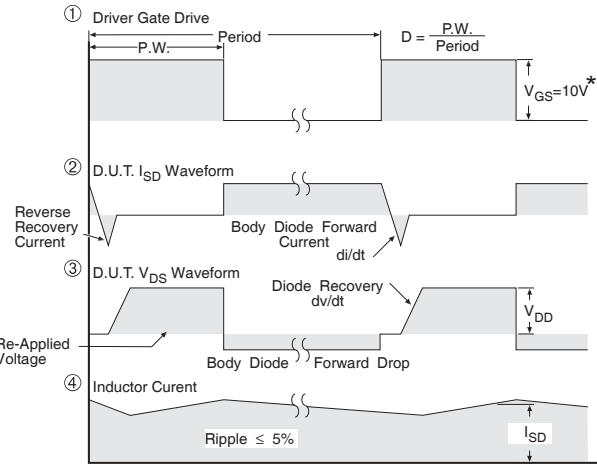 ① Driver Gate Drive
P.W.
Period
D = P.W.
Period
VGS=10V*
② D.U.T. ISD Waveform
Reverse
Recovery
Current
Body Diode Forward
Current
di/dt
③ D.U.T. VDS Waveform
Diode Recovery
dv/dt
VDD
Re-Applied
Voltage
Body Diode Forward Drop
④ Inductor Curent
Ripple ≤ 5%
ISD